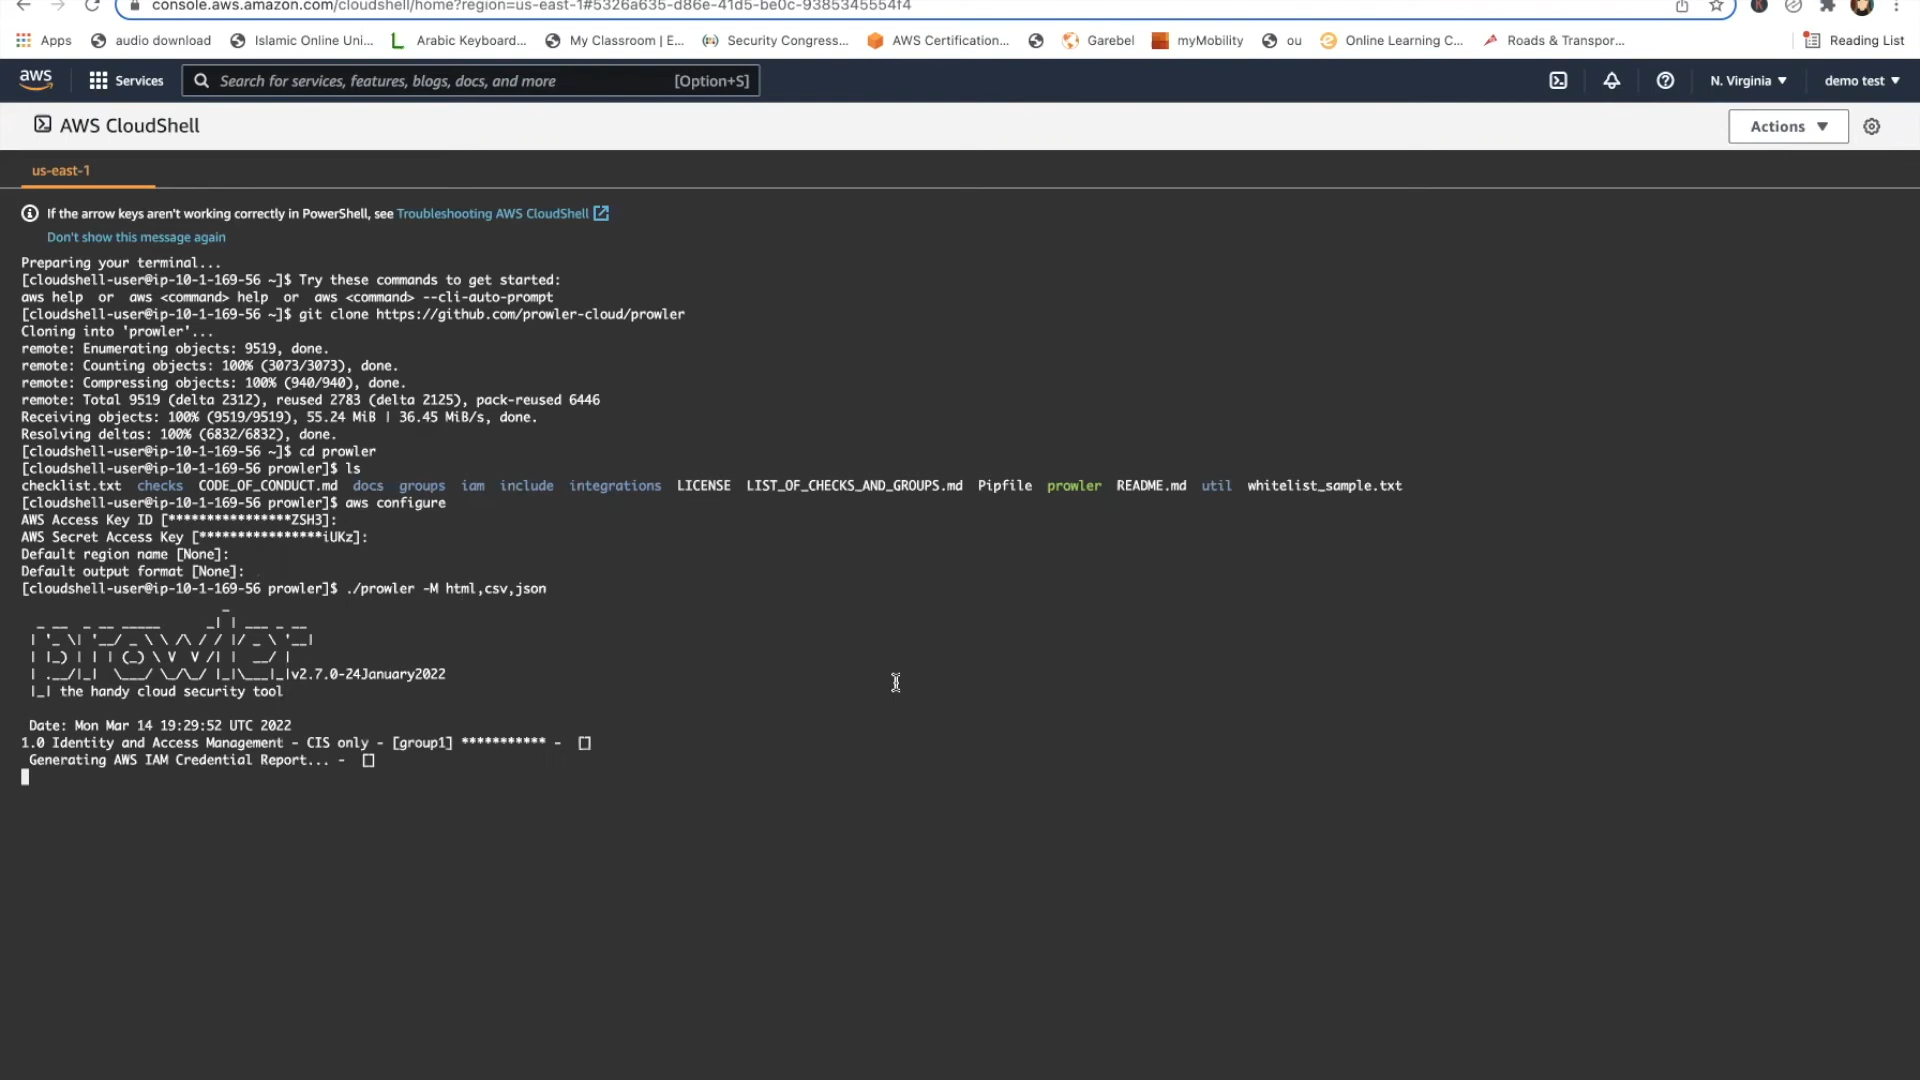 console.aws.amazon.com/cloudshell/home?region=us-east-1#5326a635-d86e-41d5-be0c-9385345554f4
Apps audio download Islamic Online Uni... Arabic Keyboard... My Classroom | E... Security Congress... AWS Certification... Garebel myMobility ou Online Learning C... Roads & Transpor... Reading List
aws Services Search for services, features, blogs, docs, and more [Option+S] N. Virginia ▼ demo test ▼
AWS CloudShell Actions ▼
us-east-1
If the arrow keys aren't working correctly in PowerShell, see Troubleshooting AWS CloudShell
Don't show this message again
Preparing your terminal...
[cloudshell-user@ip-10-1-169-56 ~]$ Try these commands to get started:
aws help or aws <command> help or aws <command> --cli-auto-prompt
[cloudshell-user@ip-10-1-169-56 ~]$ git clone https://github.com/prowler-cloud/prowler
Cloning into 'prowler'...
remote: Enumerating objects: 9519, done.
remote: Counting objects: 100% (3073/3073), done.
remote: Compressing objects: 100% (940/940), done.
remote: Total 9519 (delta 2312), reused 2783 (delta 2125), pack-reused 6446
Receiving objects: 100% (9519/9519), 55.24 MiB | 36.45 MiB/s, done.
Resolving deltas: 100% (6832/6832), done.
[cloudshell-user@ip-10-1-169-56 ~]$ cd prowler
[cloudshell-user@ip-10-1-169-56 prowler]$ ls
checklist.txt checks CODE_OF_CONDUCT.md docs groups iam include integrations LICENSE LIST_OF_CHECKS_AND_GROUPS.md Pipfile prowler README.md util whitelist_sample.txt
[cloudshell-user@ip-10-1-169-56 prowler]$ aws configure
AWS Access Key ID [****************ZSH3]:
AWS Secret Access Key [****************iUKz]:
Default region name [None]:
Default output format [None]:
[cloudshell-user@ip-10-1-169-56 prowler]$ ./prowler -M html,csv,json
prowler v2.7.0-24January2022
the handy cloud security tool
Date: Mon Mar 14 19:29:52 UTC 2022
1.0 Identity and Access Management - CIS only - [group1] *********** - []
Generating AWS IAM Credential Report... - []